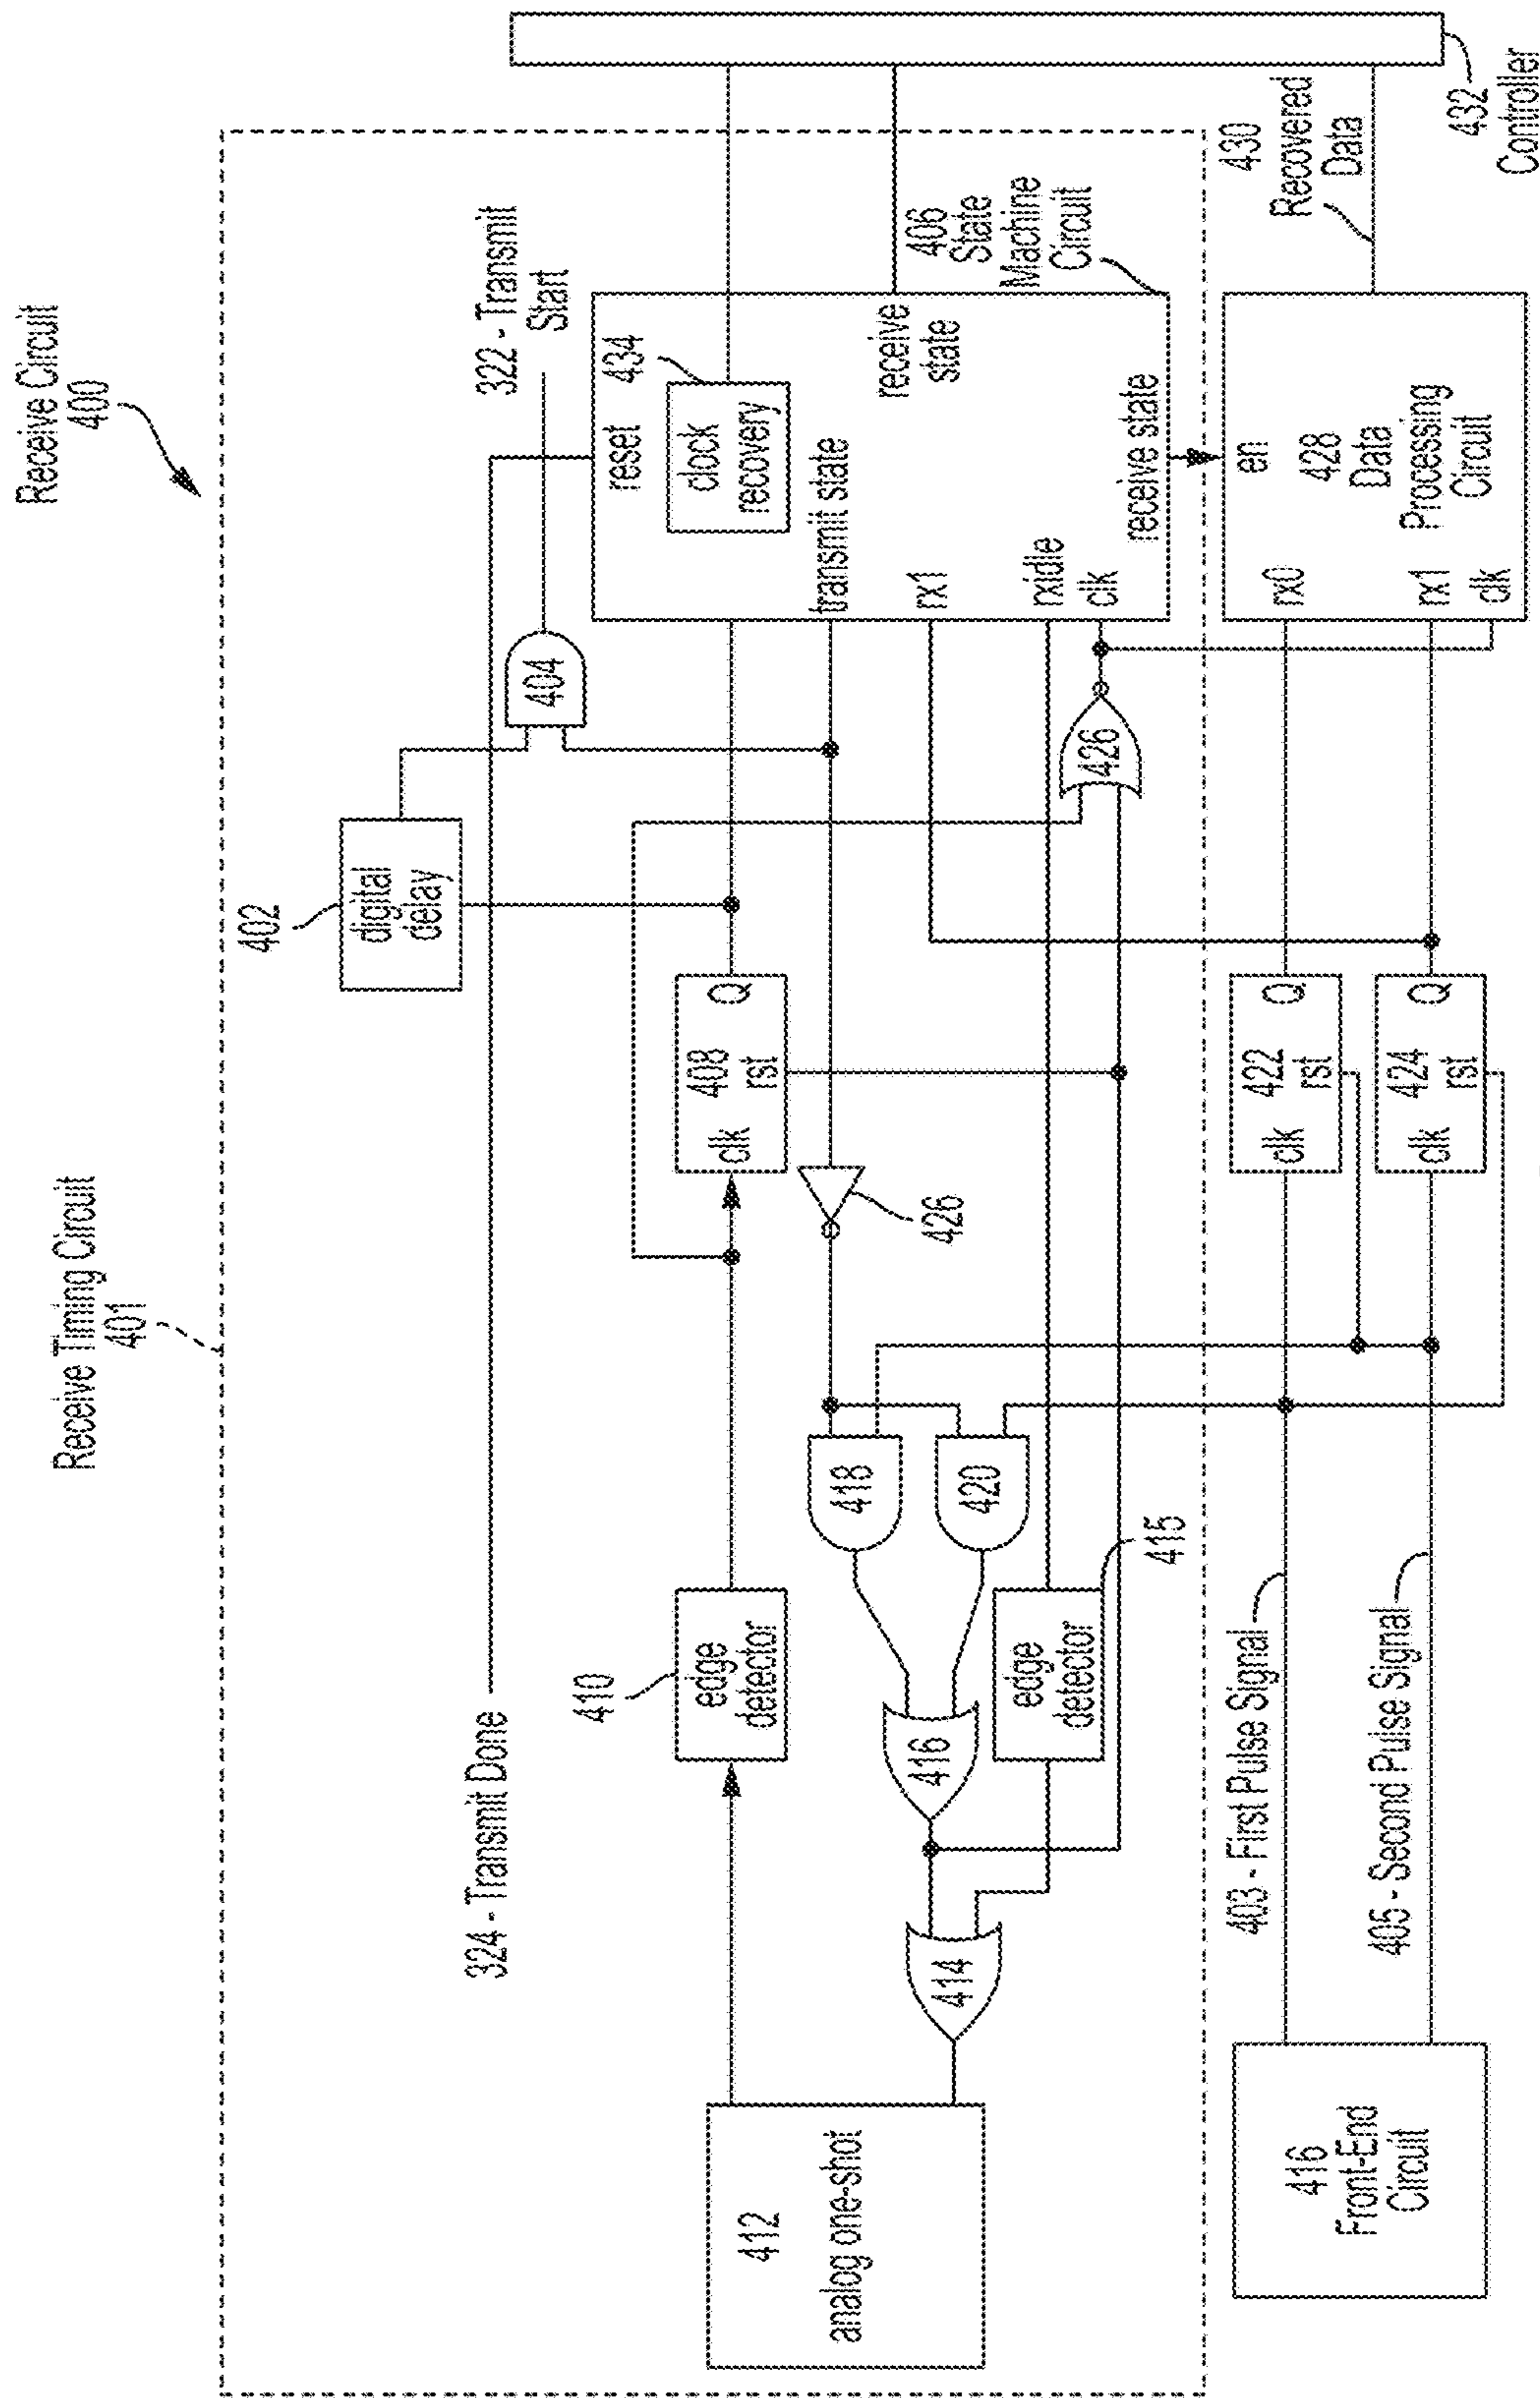 Receive Circuit
400
Receive Timing Circuit
401
402
digital
delay
322 - Transmit
Start
404
324 - Transmit Done
reset
434
clock
recovery
transmit state
rx1
rxidle
clk
receive
state
receive state
406
State
Machine
Circuit
410
edge
detector
clk
408
rst
Q
412
analog one-shot
426
418
420
416
414
edge
detector
415
426
416
Front-End
Circuit
403 - First Pulse Signal
405 - Second Pulse Signal
clk
422
rst
Q
clk
424
rst
Q
rx0
rx1
clk
en
428
Data
Processing
Circuit
430
Recovered
Data
432
Controller